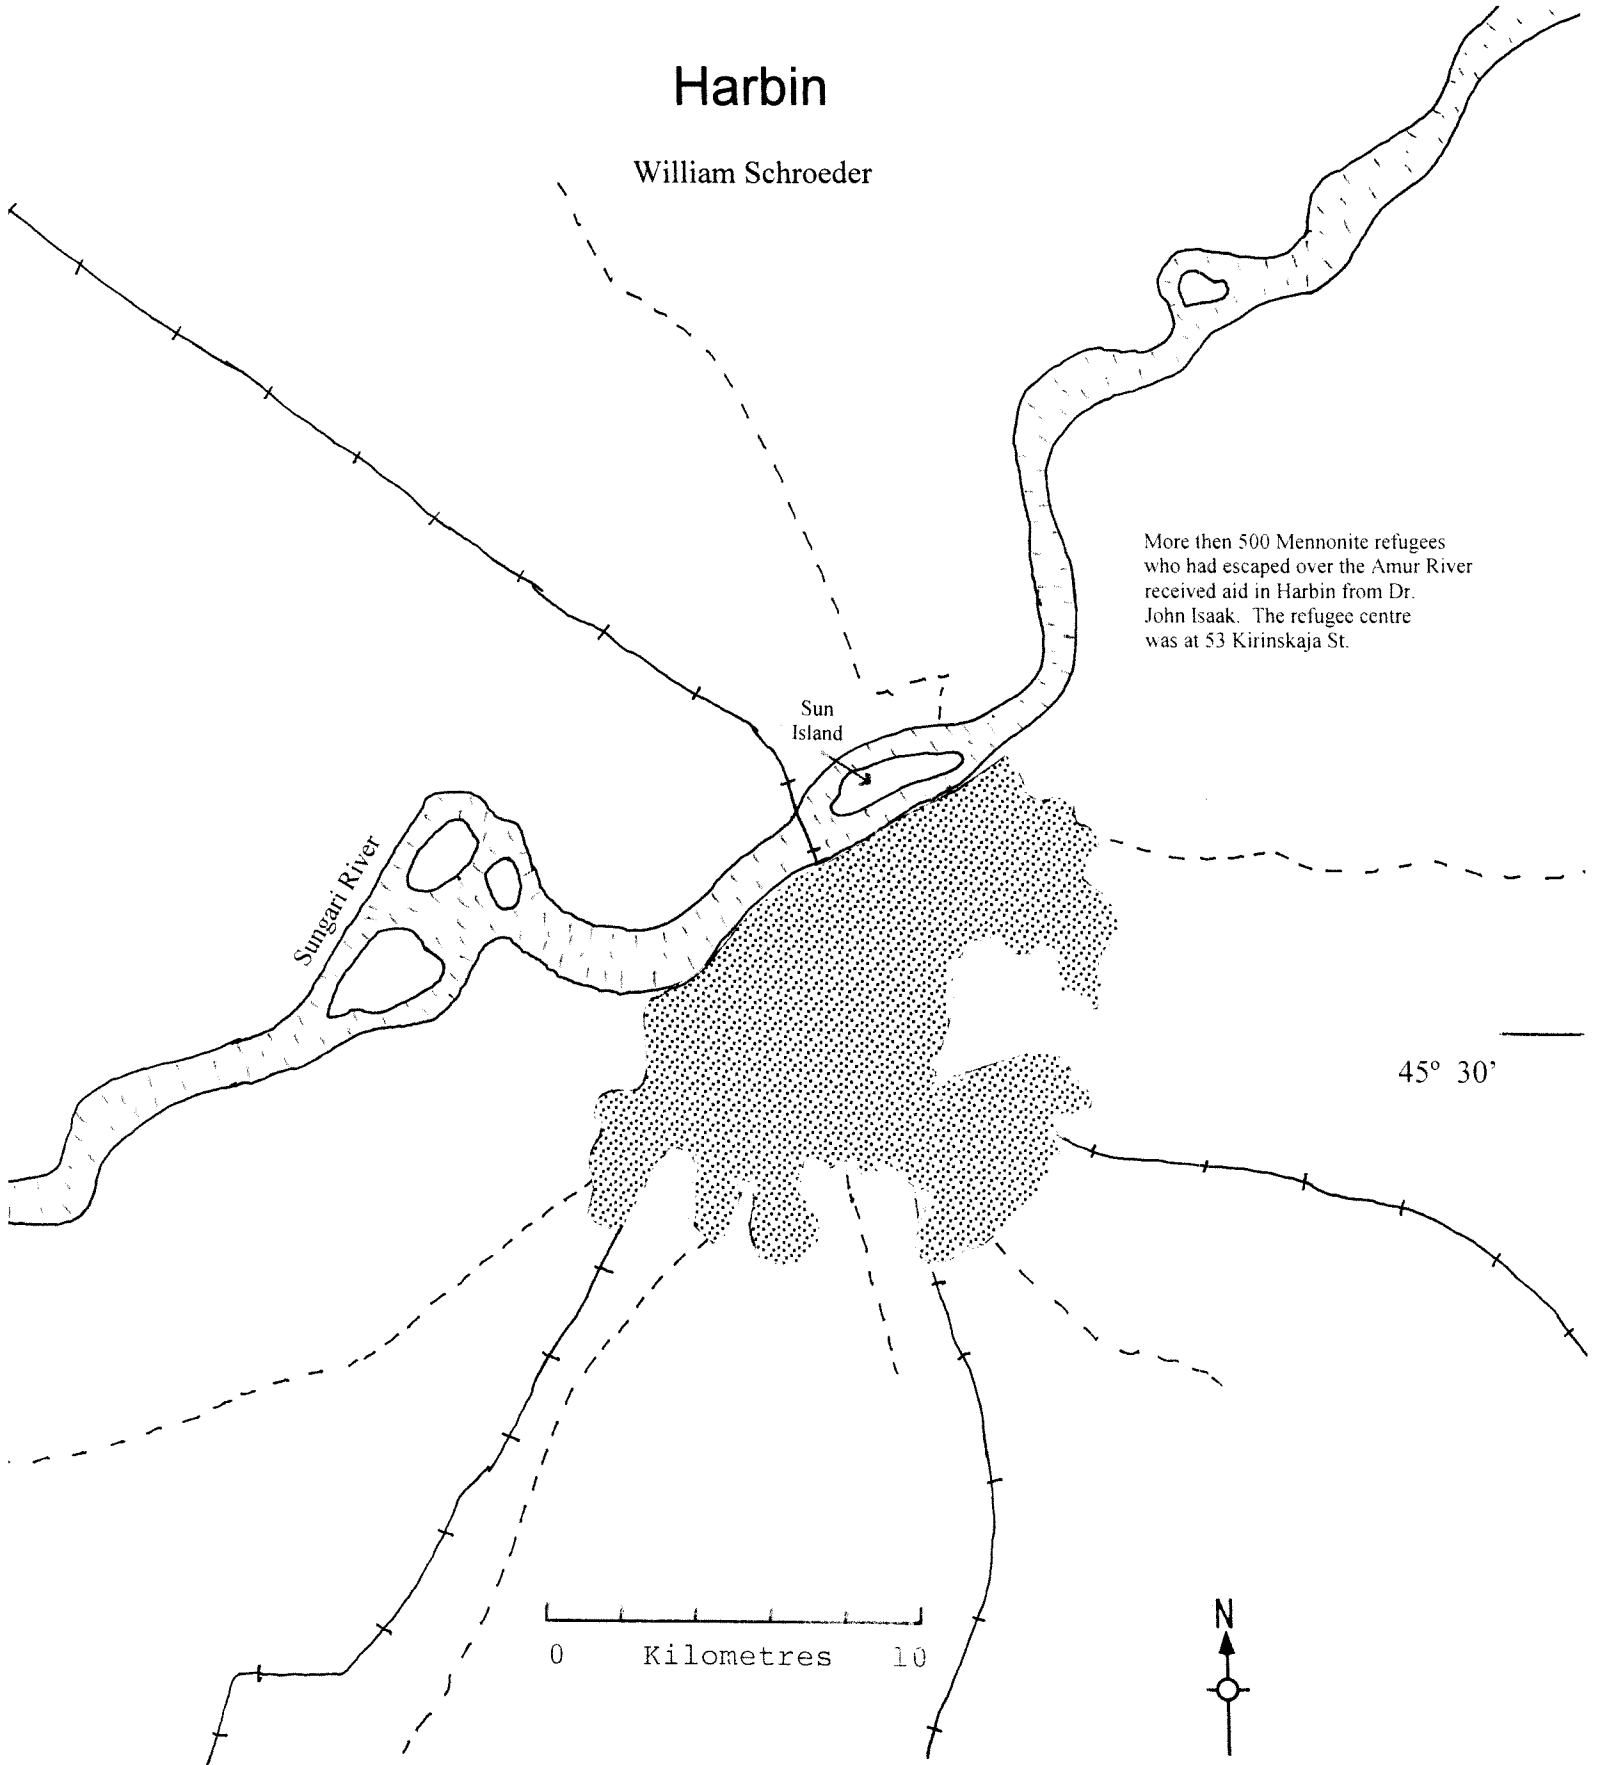 Harbin
William Schroeder
More then 500 Mennonite refugees
who had escaped over the Amur River
received aid in Harbin from Dr.
John Isaak. The refugee centre
was at 53 Kirinskaja St.
Sun
Island
Sungari River
45° 30'
N
0 Kilometres 10